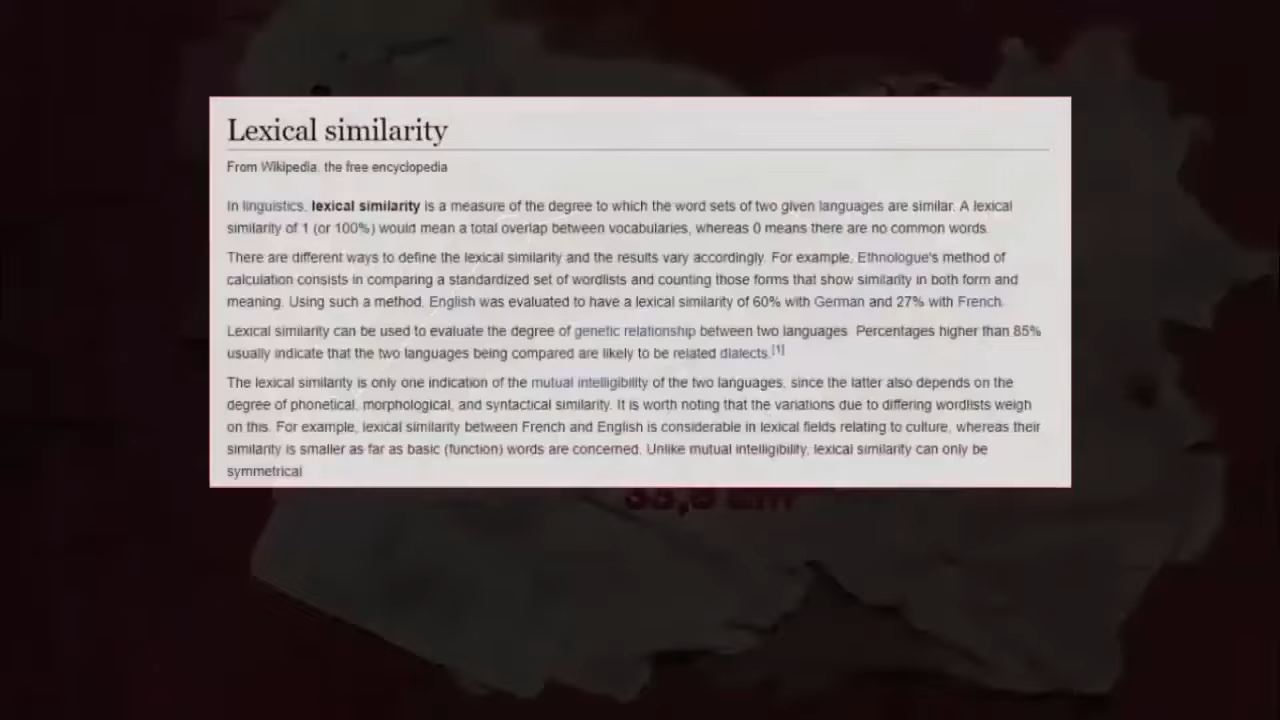 Lexical similarity
From Wikipedia, the free encyclopedia
In linguistics, lexical similarity is a measure of the degree to which the word sets of two given languages are similar. A lexical
similarity of 1 (or 100%) would mean a total overlap between vocabularies, whereas 0 means there are no common words.
There are different ways to define the lexical similarity and the results vary accordingly. For example, Ethnologue's method of
calculation consists in comparing a standardized set of wordlists and counting those forms that show similarity in both form and
meaning. Using such a method, English was evaluated to have a lexical similarity of 60% with German and 27% with French.
Lexical similarity can be used to evaluate the degree of genetic relationship between two languages. Percentages higher than 85%
usually indicate that the two languages being compared are likely to be related dialects.[1]
The lexical similarity is only one indication of the mutual intelligibility of the two languages, since the latter also depends on the
degree of phonetical, morphological, and syntactical similarity. It is worth noting that the variations due to differing wordlists weigh
on this. For example, lexical similarity between French and English is considerable in lexical fields relating to culture, whereas their
similarity is smaller as far as basic (function) words are concerned. Unlike mutual intelligibility, lexical similarity can only be
symmetrical